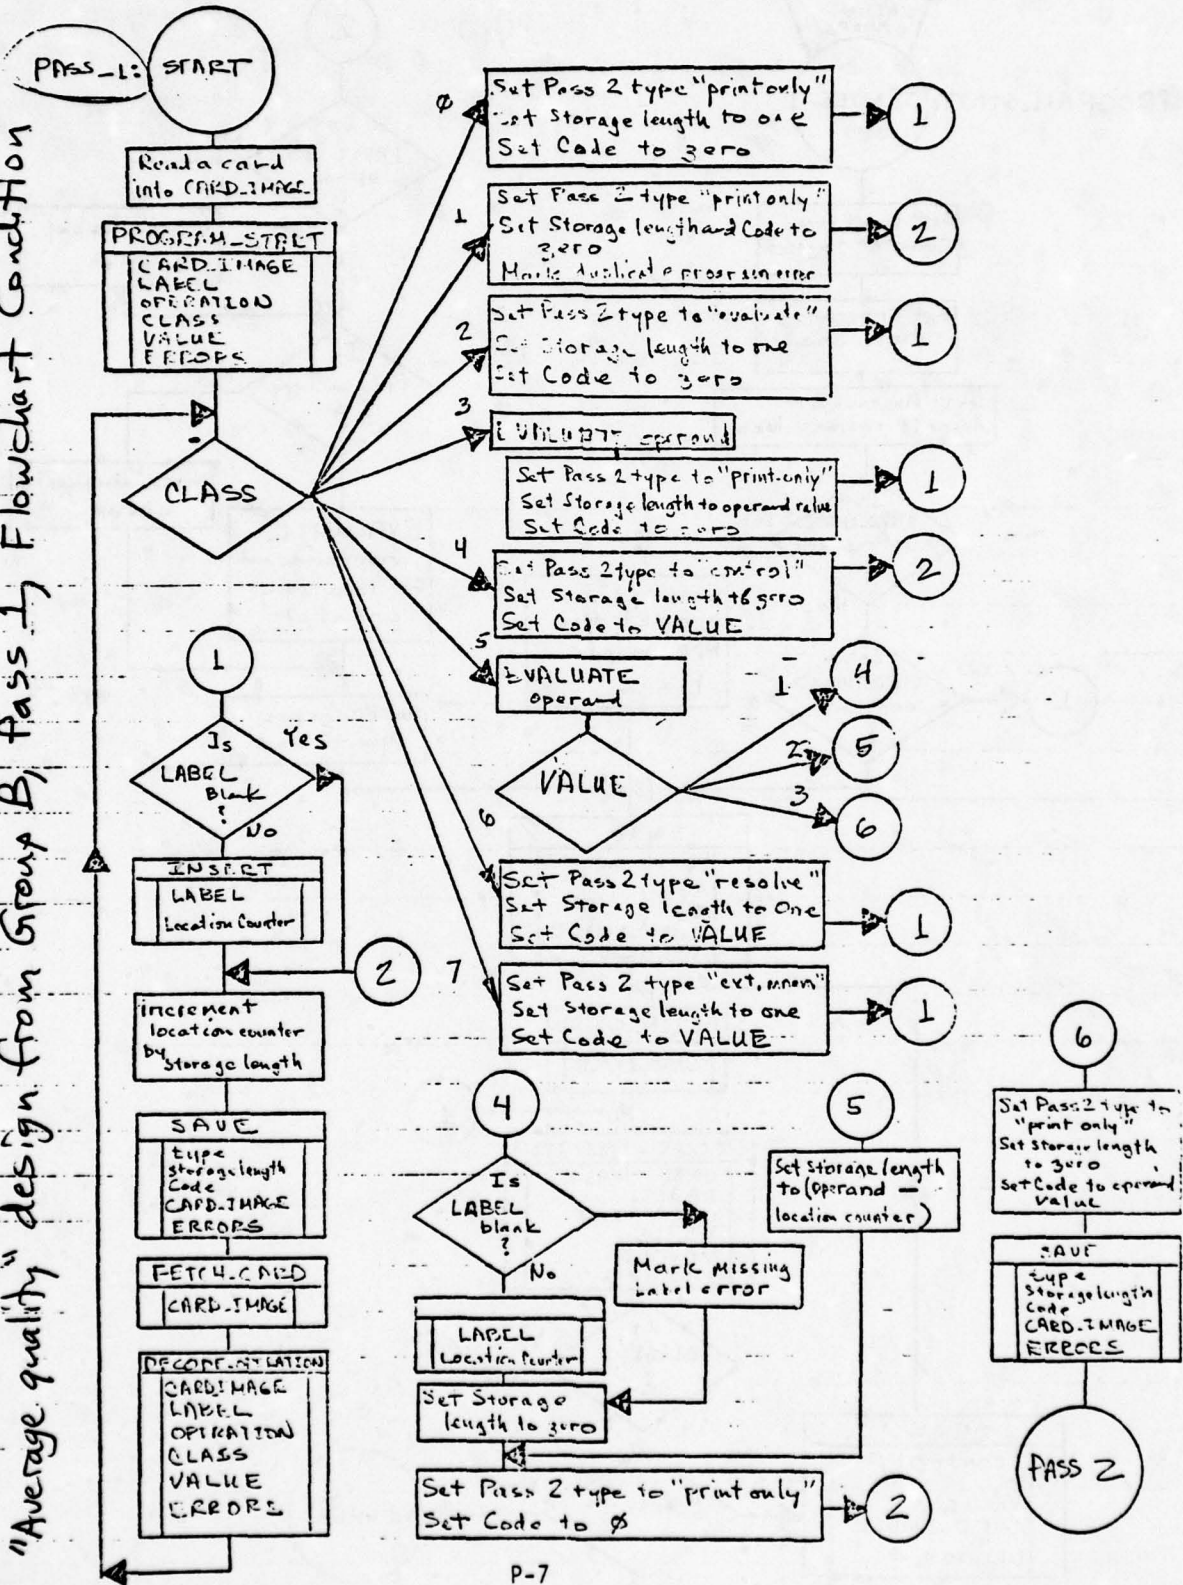 "Average quality" design from Group B, Pass 1, Flowchart Condition
PASS_1:
START
Read a card
into CARD_IMAGE
PROGRAM_START
CARD_IMAGE
LABEL
OPERATION
CLASS
VALUE
ERRORS
CLASS
0
Set Pass 2 type "print only"
Set Storage length to one
Set Code to zero
1
1
Set Pass 2 type "print only"
Set Storage length and Code to
zero
Mark duplicate program error
2
2
Set Pass 2 type to "evaluate"
Set Storage length to one
Set Code to zero
1
3
EVALUATE operand
Set Pass 2 type to "print-only"
Set Storage length to operand value
Set Code to zero
1
4
Set Pass 2 type to "control"
Set Storage length to zero
Set Code to VALUE
2
5
EVALUATE
operand
VALUE
1
4
2
5
3
6
6
Set Pass 2 type "resolve"
Set Storage length to One
Set Code to VALUE
1
7
Set Pass 2 type "ext. mnem"
Set Storage length to one
Set Code to VALUE
1
1
Is
LABEL
Blank
?
Yes
No
INSERT
LABEL
Location Counter
2
increment
location counter
by
storage length
SAVE
type
storage length
Code
CARD_IMAGE
ERRORS
FETCH_CARD
CARD_IMAGE
CARDIMAGE
LABEL
OPERATION
CLASS
VALUE
ERRORS
4
Is
LABEL
blank
?
No
Mark Missing
Label error
LABEL
Location Counter
Set Storage
length to zero
Set Pass 2 type to "print only"
Set Code to Ø
2
5
Set storage length
to (operand —
location counter)
6
Set Pass 2 type to
"print only"
Set storage length
to zero
Set Code to operand
value
SAVE
type
Storage length
Code
CARD_IMAGE
ERRORS
PASS 2
P-7